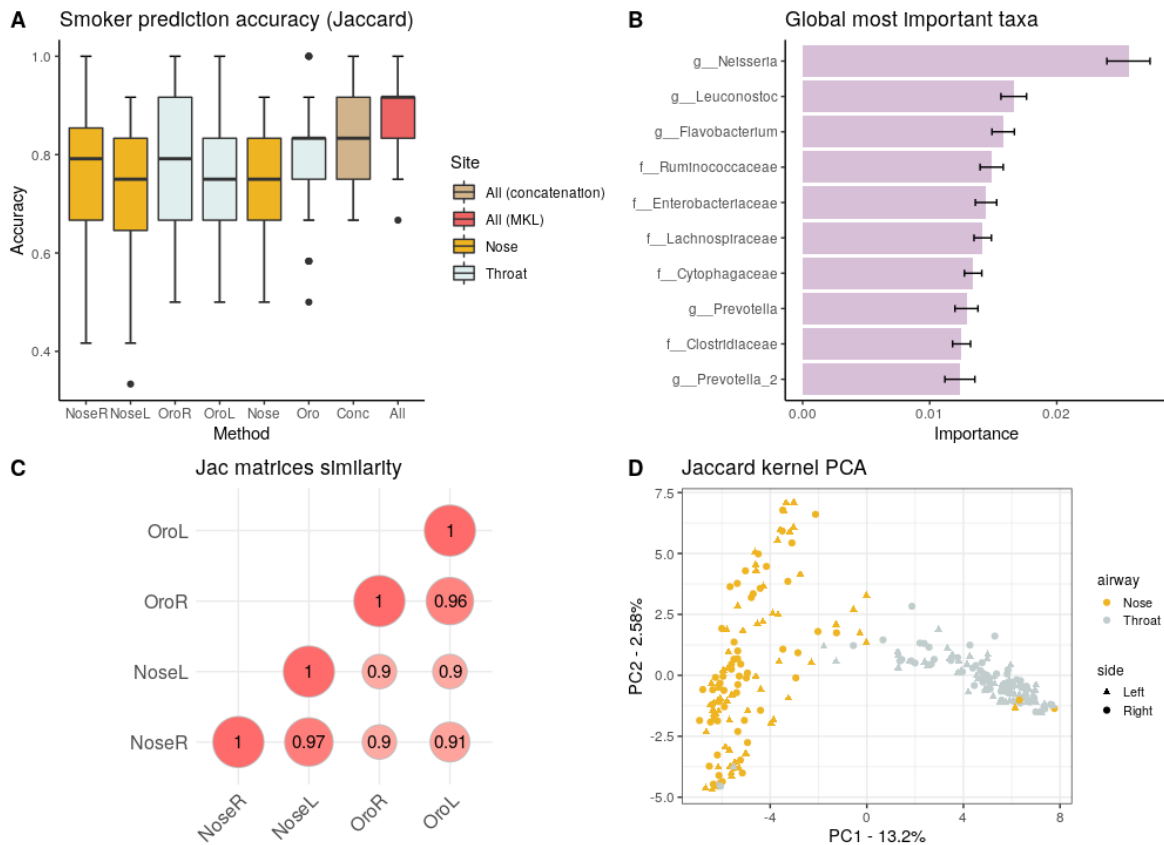 A Smoker prediction accuracy (Jaccard)
1.0
0.8
0.6
0.4
Accuracy
NoseR NoseL OroR OroL Nose Oro Conc All
Method
Site
All (concatenation)
All (MKL)
Nose
Throat
B Global most important taxa
g__Neisseria
g__Leuconostoc
g__Flavobacterium
f__Ruminococcaceae
f__Enterobacteriaceae
f__Lachnospiraceae
f__Cytophagaceae
g__Prevotella
f__Clostridiaceae
g__Prevotella_2
0.00 0.01 0.02
Importance
C Jac matrices similarity
OroL 1
OroR 1 0.96
NoseL 1 0.9 0.9
NoseR 1 0.97 0.9 0.91
NoseR NoseL OroR OroL
D Jaccard kernel PCA
7.5
5.0
2.5
0.0
-2.5
-5.0
PC2 - 2.58%
-4 0 4 8
PC1 - 13.2%
airway
Nose
Throat
side
Left
Right